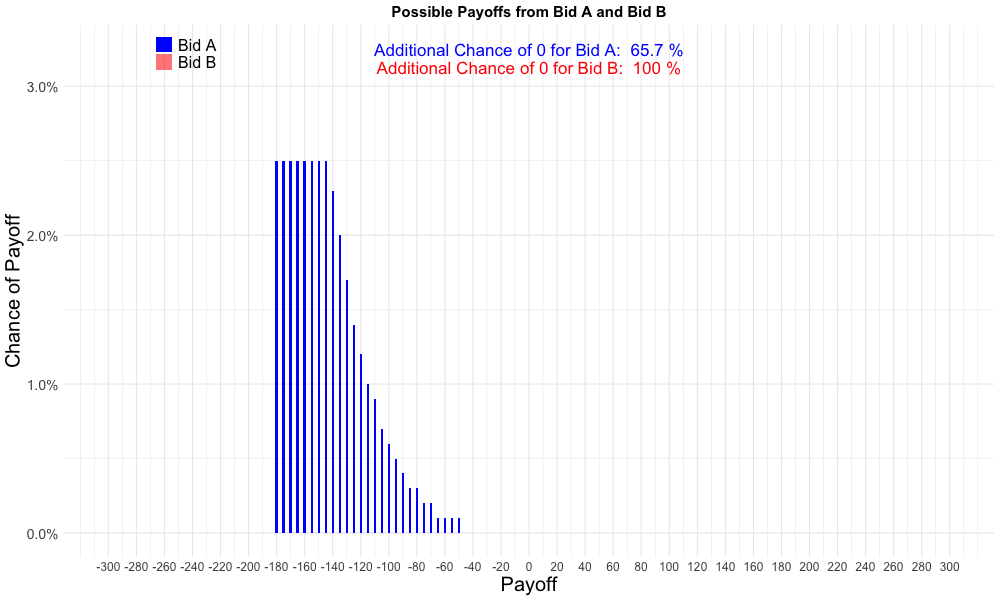 Possible Payoffs from Bid A and Bid B
Bid A
Bid B
Additional Chance of 0 for Bid A:  65.7 %
Additional Chance of 0 for Bid B:  100 %
Chance of Payoff
3.0%
2.0%
1.0%
0.0%
-300 -280 -260 -240 -220 -200 -180 -160 -140 -120 -100 -80 -60 -40 -20 0 20 40 60 80 100 120 140 160 180 200 220 240 260 280 300
Payoff